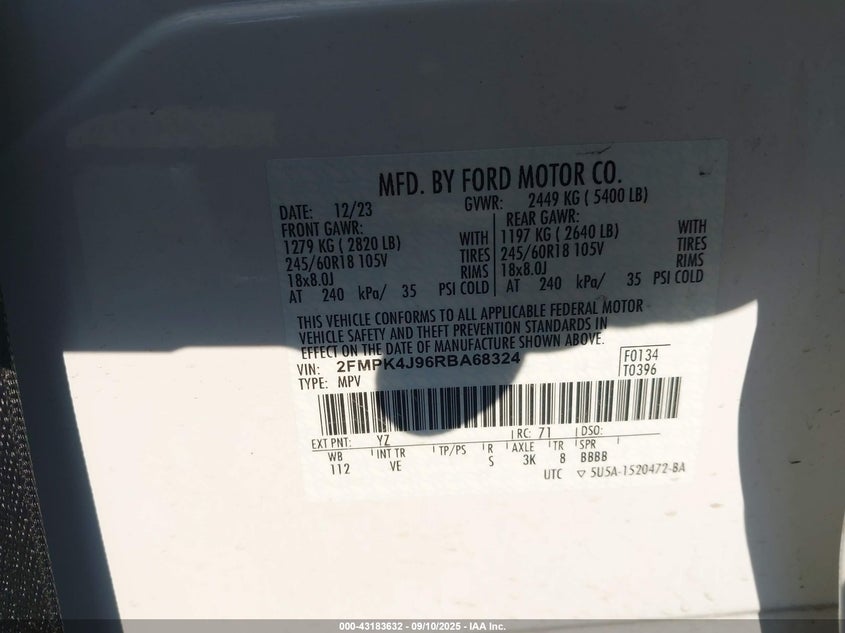 MFD. BY FORD MOTOR CO.
DATE: 12/23 GVWR: 2449 KG ( 5400 LB)
FRONT GAWR: REAR GAWR:
1279 KG ( 2820 LB) WITH 1197 KG ( 2640 LB) WITH
245/60R18 105V TIRES 245/60R18 105V TIRES
18x8.0J RIMS 18x8.0J RIMS
AT 240 kPa/ 35 PSI COLD AT 240 kPa/ 35 PSI COLD
THIS VEHICLE CONFORMS TO ALL APPLICABLE FEDERAL MOTOR
VEHICLE SAFETY AND THEFT PREVENTION STANDARDS IN
EFFECT ON THE DATE OF MANUFACTURE SHOWN ABOVE.
VIN: 2FMPK4J96RBA68324 F0134
TYPE: MPV T0396
EXT PNT: YZ RC: 71 DSO:
WB INT TR TP/PS R AXLE TR SPR
112 VE S 3K 8 BBBB
UTC ▽ 5U5A-1520472-BA
000-43183632 - 09/10/2025 - IAA Inc.